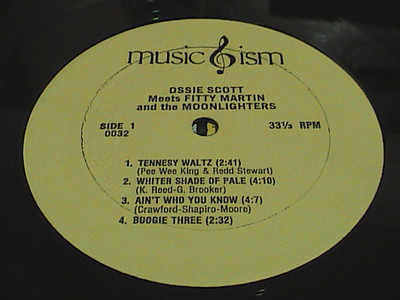 music ism
OSSIE SCOTT
Meets FITTY MARTIN
and the MOONLIGHTERS
SIDE 1 33⅓ RPM
0032
1. TENNESY WALTZ (2:41)
(Pee Wee King & Redd Stewart)
2. WHITER SHADE OF PALE (4:10)
(K. Reed-G. Brooker)
3. AIN'T WHO YOU KNOW (4:7)
(Crawford-Shapiro-Moore)
4. BOOGIE THREE (2:32)